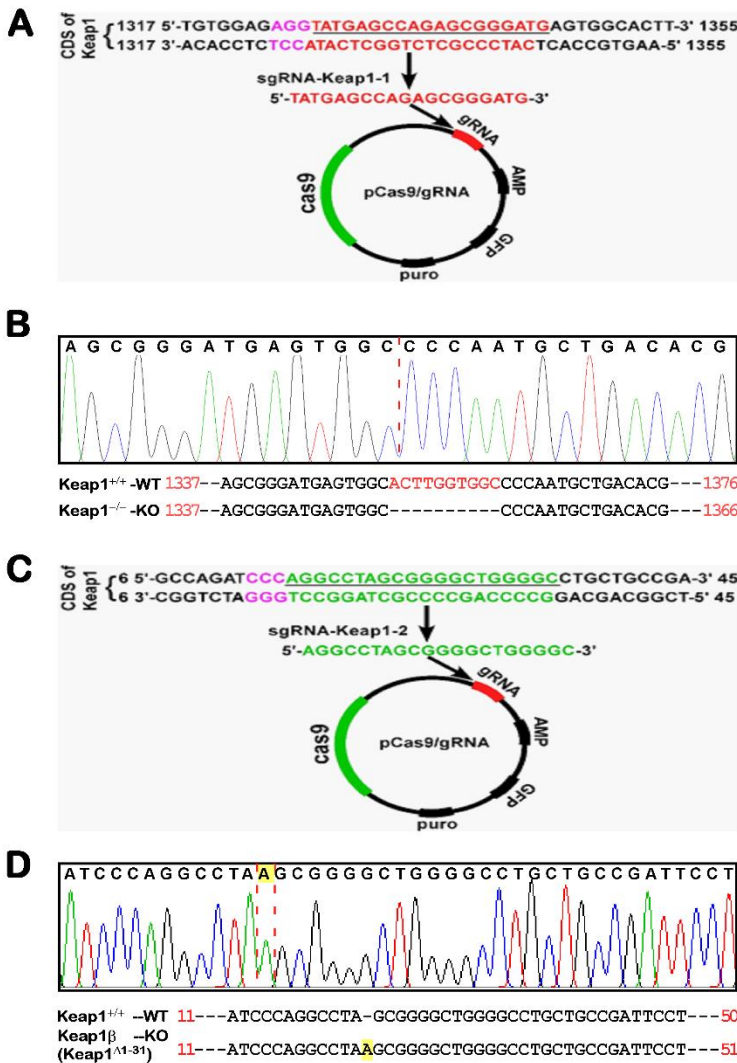 A
CDS of Keap1
1317 5'-TGTGGAGAGGTATGAGCCAGAGCGGGATGAGTGGCACTT-3' 1355
1317 3'-ACACCTCTCCATACTCGGTCTCGCCCTACTCACCGTGAA-5' 1355
sgRNA-Keap1-1
5'-TATGAGCCAGAGCGGGATG-3'
gRNA
AMP
cas9
pCas9/gRNA
GFP
puro
B
A G C G G G A T G A G T G G C C C C A A T G C T G A C A C G
Keap1+/+ -WT 1337--AGCGGGATGAGTGGCACTTGGTGGCCCCCAATGCTGACACG---1376
Keap1-/- -KO 1337--AGCGGGATGAGTGGC----------CCCAATGCTGACACG---1366
C
CDS of Keap1
6 5'-GCCAGATCCCAGGCCTAGCGGGGCTGGGGCCTGCTGCCGA-3' 45
6 3'-CGGTCTAGGGTCCGGATCGCCCCGACCCCGGACGACGGCT-5' 45
sgRNA-Keap1-2
5'-AGGCCTAGCGGGGCTGGGGC-3'
gRNA
AMP
cas9
pCas9/gRNA
GFP
puro
D
A T C C C A G G C C T A A G C G G G G C T G G G G C C T G C T G C C G A T T C C T
Keap1+/+ --WT 11---ATCCCAGGCCTA-GCGGGGCTGGGGCCTGCTGCCGATTCCT---50
Keap1β --KO
(Keap1Δ1-31) 11---ATCCCAGGCCTAAGCGGGGCTGGGGCCTGCTGCCGATTCCT---51